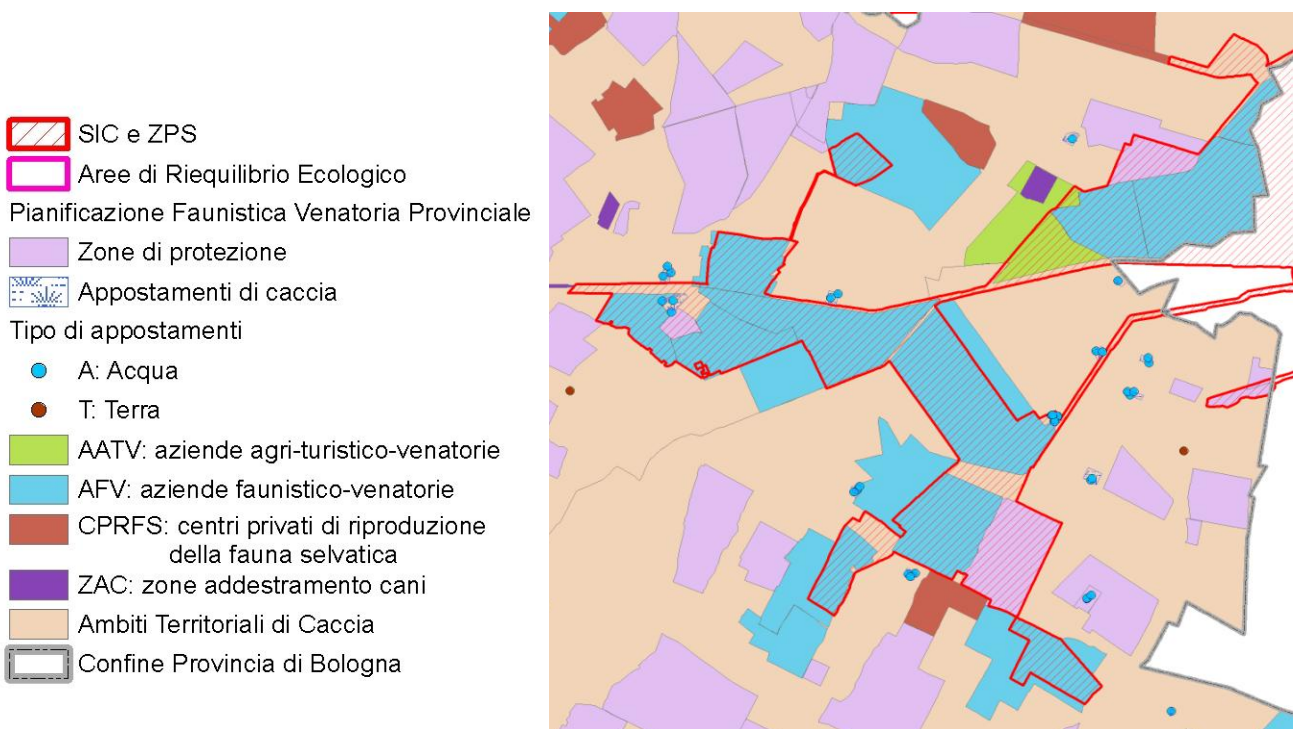 SIC e ZPS
Aree di Riequilibrio Ecologico
Pianificazione Faunistica Venatoria Provinciale
Zone di protezione
Appostamenti di caccia
Tipo di appostamenti
A: Acqua
T: Terra
AATV: aziende agri-turistico-venatorie
AFV: aziende faunistico-venatorie
CPRFS: centri privati di riproduzione
della fauna selvatica
ZAC: zone addestramento cani
Ambiti Territoriali di Caccia
Confine Provincia di Bologna